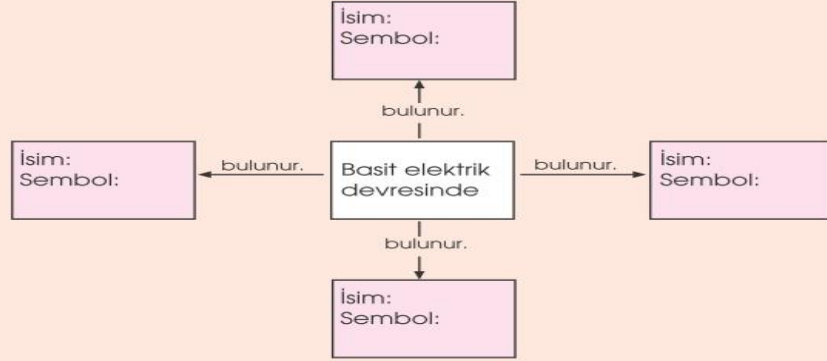 İsim:
Sembol:
bulunur.
İsim:
Sembol:
bulunur.
Basit elektrik
devresinde
bulunur.
İsim:
Sembol:
bulunur.
İsim:
Sembol: